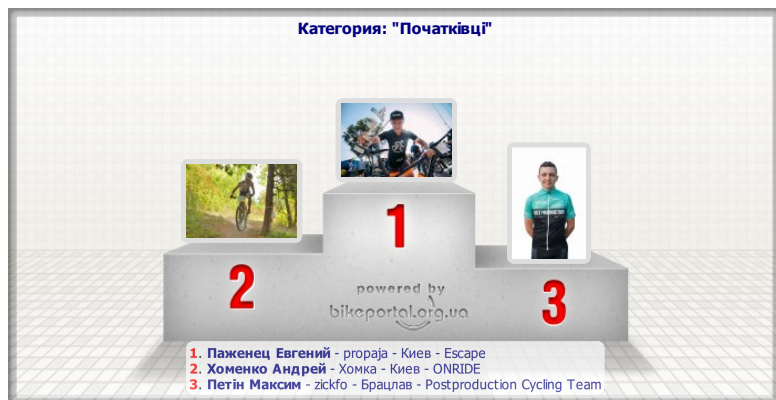 Категория: "Початківці"
1
2
3
powered by
bikeportal.org.ua
1. Паженец Евгений - propaja - Киев - Escape
2. Хоменко Андрей - Хомка - Киев - ONRIDE
3. Петін Максим - zickfo - Брацлав - Postproduction Cycling Team